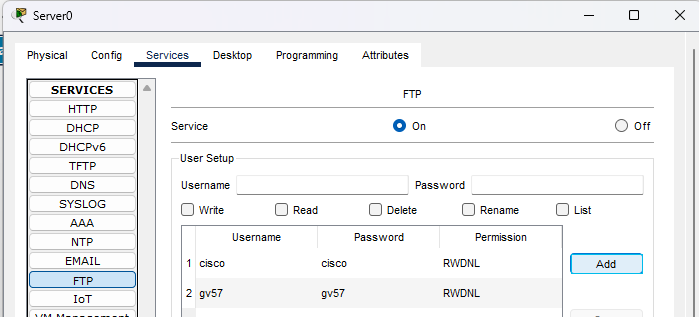 Server0
Physical Config Services Desktop Programming Attributes
SERVICES
HTTP
DHCP
DHCPv6
TFTP
DNS
SYSLOG
AAA
NTP
EMAIL
FTP
IoT
VM Management
FTP
Service On Off
User Setup
Username Password
Write Read Delete Rename List
Username Password Permission
1 cisco cisco RWDNL
2 gv57 gv57 RWDNL
Add